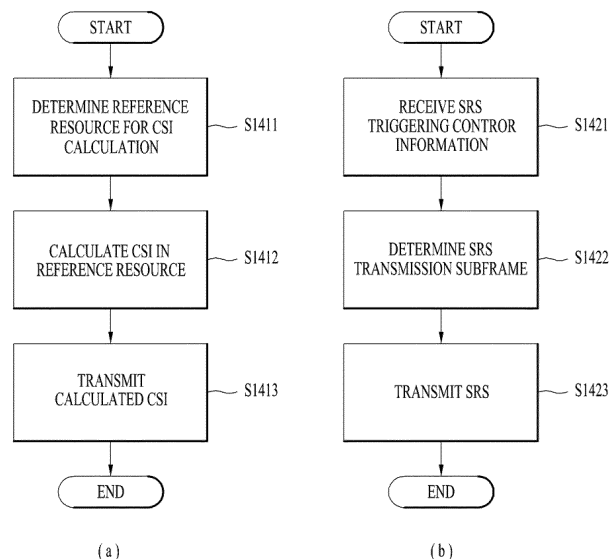 START
DETERMINE REFERENCE
RESOURCE FOR CSI
CALCULATION
S1411
CALCULATE CSI IN
REFERENCE RESOURCE
S1412
TRANSMIT
CALCULATED CSI
S1413
END
(a)
START
RECEIVE SRS
TRIGGERING CONTROR
INFORMATION
S1421
DETERMINE SRS
TRANSMISSION SUBFRAME
S1422
TRANSMIT SRS
S1423
END
(b)